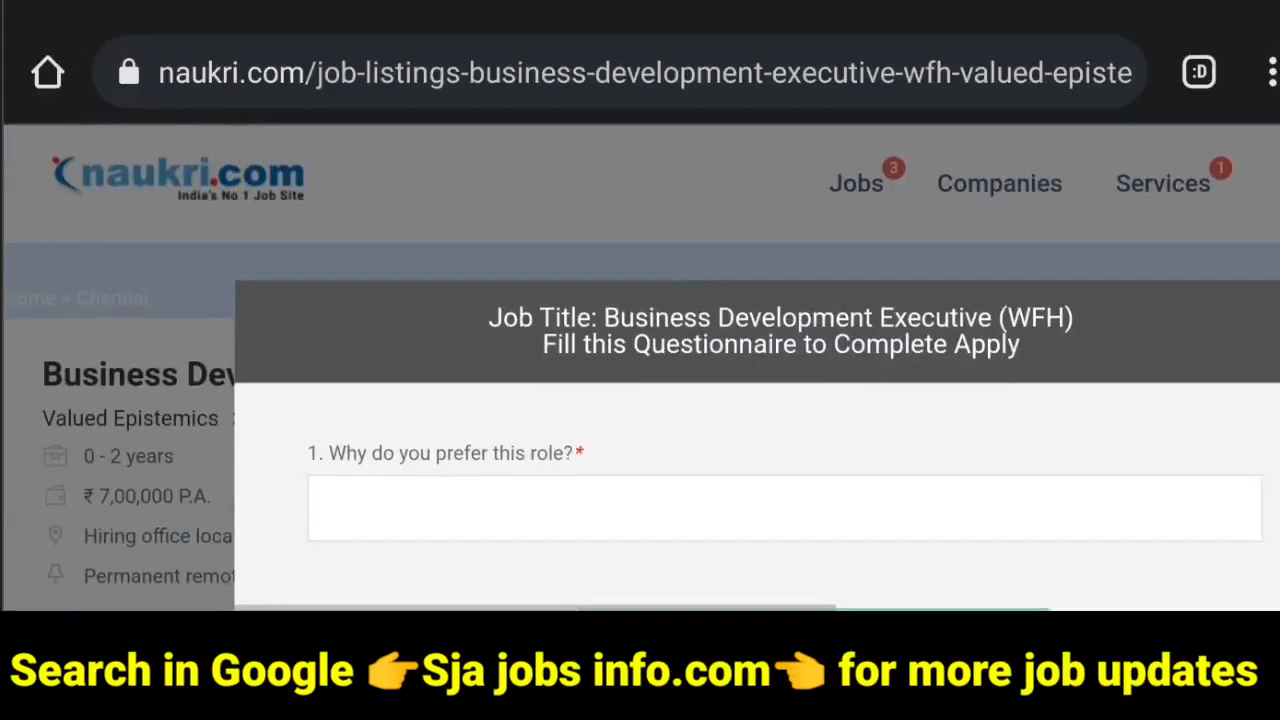 naukri.com/job-listings-business-development-executive-wfh-valued-episte
:D
naukri.com
India's No 1 Job Site
Jobs 3 Companies Services 1
Home » Chennai
Job Title: Business Development Executive (WFH)
Fill this Questionnaire to Complete Apply
Business Dev
Valued Epistemics
0 - 2 years
₹ 7,00,000 P.A.
Hiring office loca
Permanent remot
1. Why do you prefer this role?*
Search in Google 👉Sja jobs info.com👈 for more job updates